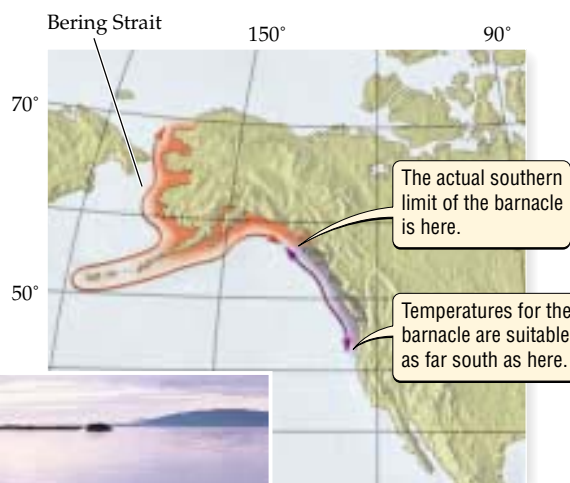 Bering Strait
150˚
90˚
70˚
The actual southern
limit of the barnacle
is here.
50˚
Temperatures for the
barnacle are suitable
as far south as here.